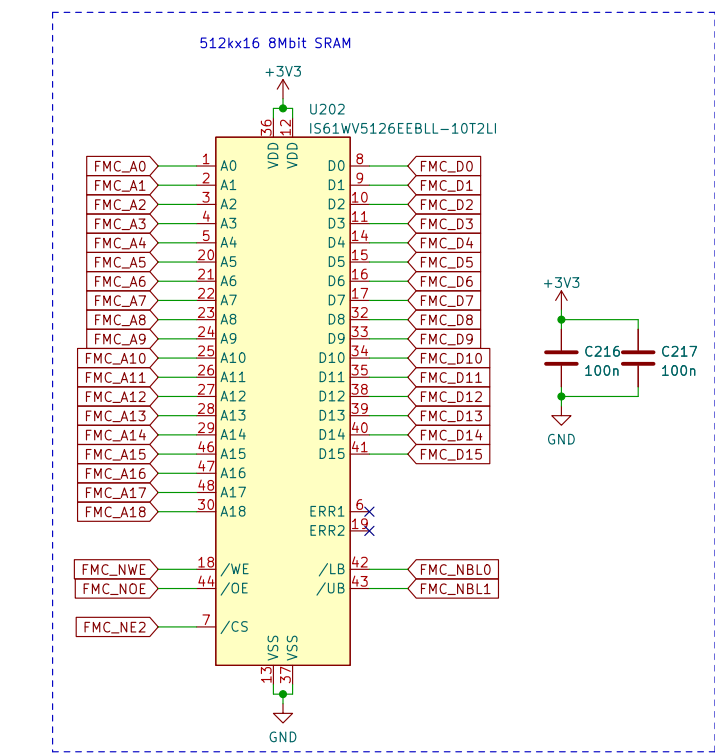 512kx16 8Mbit SRAM
+3V3
U202
IS61WV5126EEBLL-10T2LI
36 12
VDD VDD
FMC_A0 1 A0 D0 8 FMC_D0
FMC_A1 2 A1 D1 9 FMC_D1
FMC_A2 3 A2 D2 10 FMC_D2
FMC_A3 4 A3 D3 11 FMC_D3
FMC_A4 5 A4 D4 14 FMC_D4
FMC_A5 20 A5 D5 15 FMC_D5
FMC_A6 21 A6 D6 16 FMC_D6
FMC_A7 22 A7 D7 17 FMC_D7
FMC_A8 23 A8 D8 32 FMC_D8
FMC_A9 24 A9 D9 33 FMC_D9
FMC_A10 25 A10 D10 34 FMC_D10
FMC_A11 26 A11 D11 35 FMC_D11
FMC_A12 27 A12 D12 38 FMC_D12
FMC_A13 28 A13 D13 39 FMC_D13
FMC_A14 29 A14 D14 40 FMC_D14
FMC_A15 46 A15 D15 41 FMC_D15
FMC_A16 47 A16
FMC_A17 48 A17
FMC_A18 30 A18 ERR1 6
ERR2 19
FMC_NWE 18 /WE /LB 42 FMC_NBL0
FMC_NOE 44 /OE /UB 43 FMC_NBL1
FMC_NE2 7 /CS
VSS VSS
13 37
GND
+3V3
C216 C217
100n 100n
GND